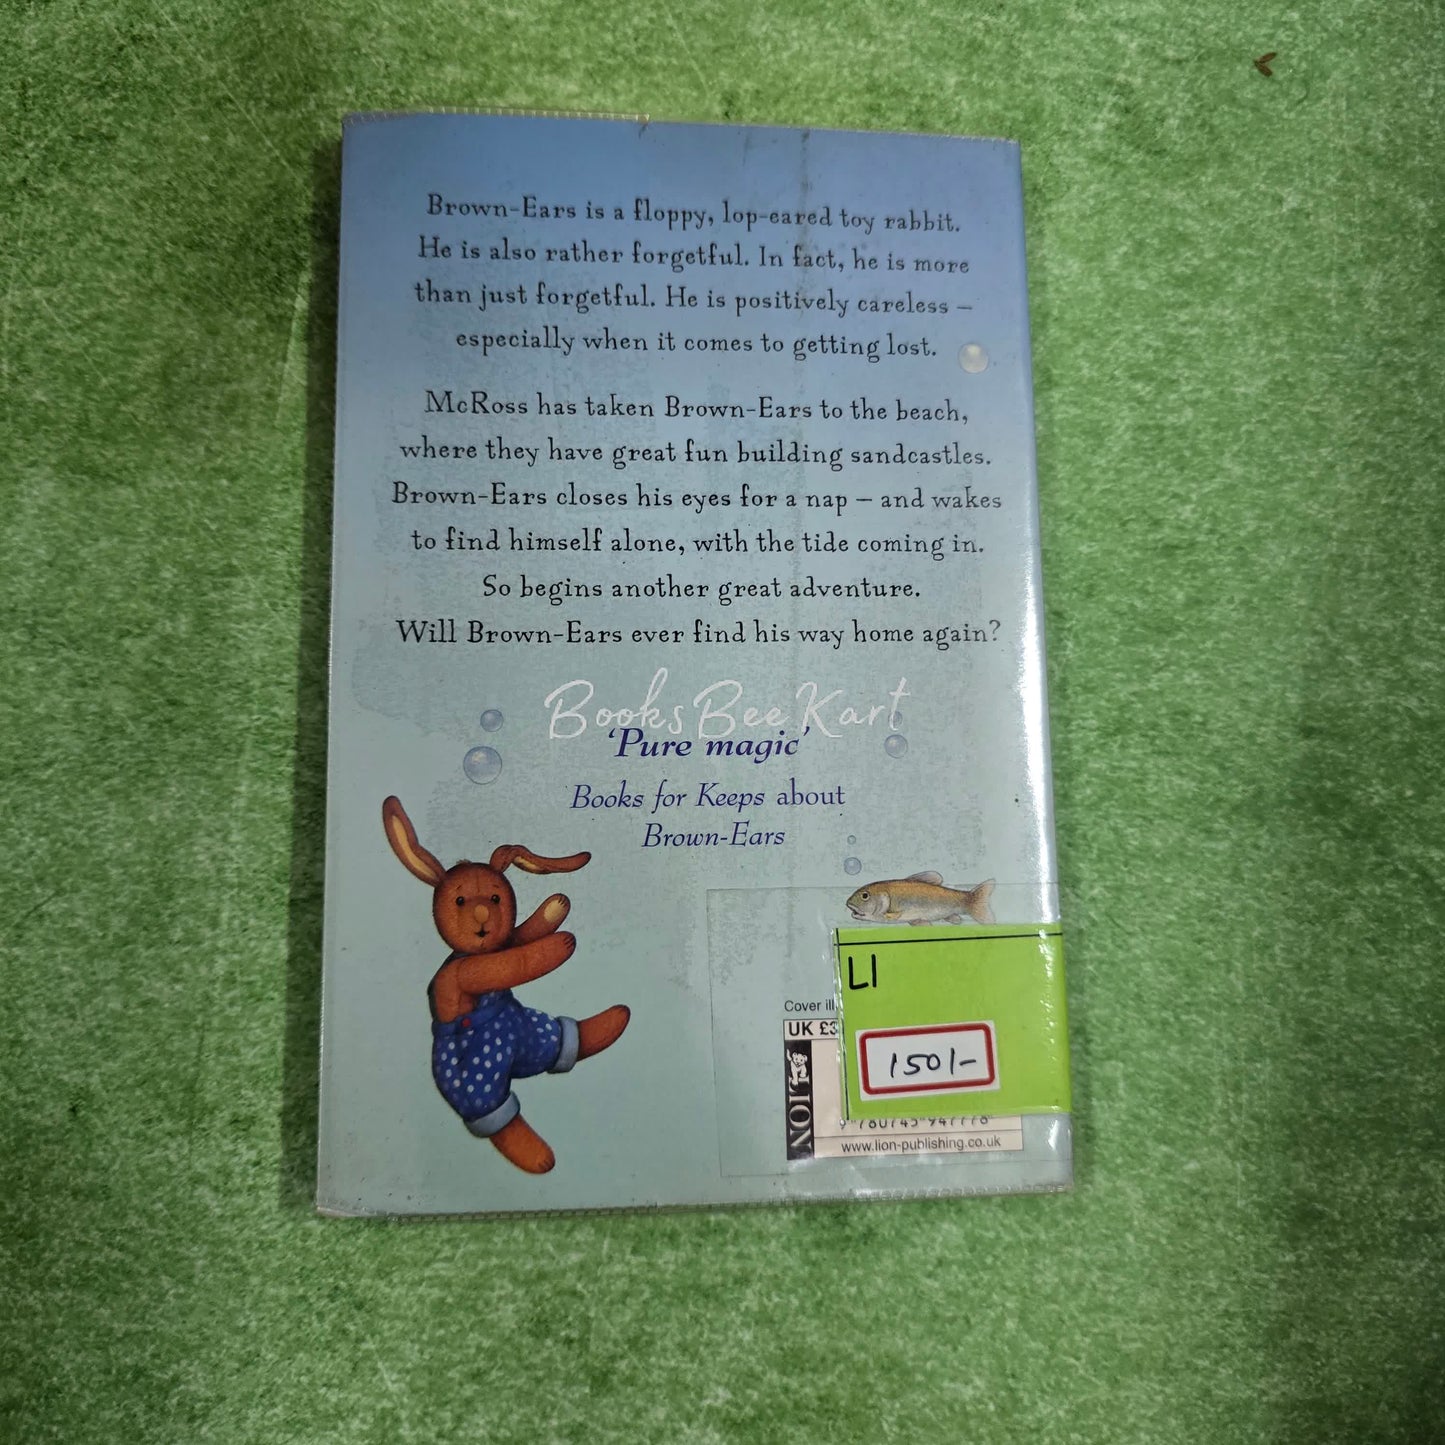 Brown-Ears is a floppy, lop-eared toy rabbit.
He is also rather forgetful. In fact, he is more
than just forgetful. He is positively careless –
especially when it comes to getting lost.
McRoss has taken Brown-Ears to the beach,
where they have great fun building sandcastles.
Brown-Ears closes his eyes for a nap – and wakes
to find himself alone, with the tide coming in.
So begins another great adventure.
Will Brown-Ears ever find his way home again?
BooksBeeKart
‘Pure magic’
Books for Keeps about
Brown-Ears
LI
Cover
UK
1501-
LION
www.lion-publishing.co.uk